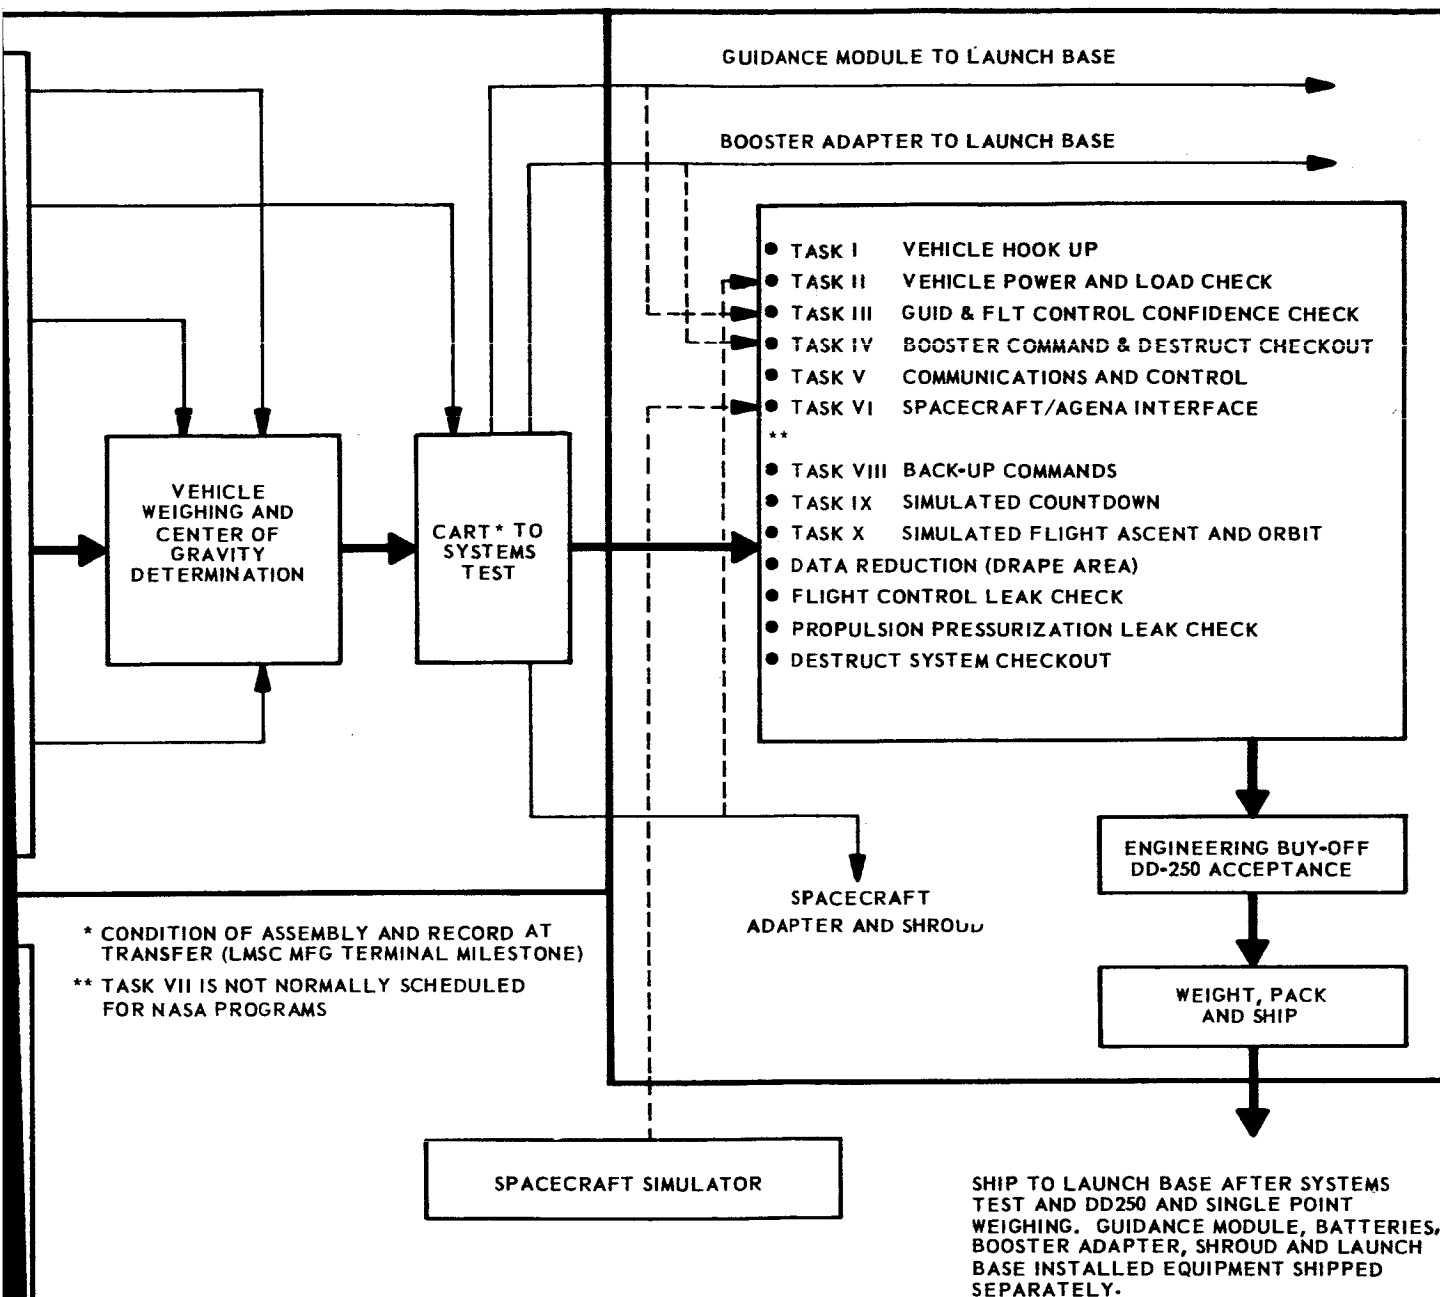 GUIDANCE MODULE TO LAUNCH BASE
BOOSTER ADAPTER TO LAUNCH BASE
● TASK I VEHICLE HOOK UP
● TASK II VEHICLE POWER AND LOAD CHECK
● TASK III GUID & FLT CONTROL CONFIDENCE CHECK
● TASK IV BOOSTER COMMAND & DESTRUCT CHECKOUT
● TASK V COMMUNICATIONS AND CONTROL
● TASK VI SPACECRAFT/AGENA INTERFACE
**
● TASK VIII BACK-UP COMMANDS
● TASK IX SIMULATED COUNTDOWN
● TASK X SIMULATED FLIGHT ASCENT AND ORBIT
● DATA REDUCTION (DRAPE AREA)
● FLIGHT CONTROL LEAK CHECK
● PROPULSION PRESSURIZATION LEAK CHECK
● DESTRUCT SYSTEM CHECKOUT
VEHICLE
WEIGHING AND
CENTER OF
GRAVITY
DETERMINATION
CART* TO
SYSTEMS
TEST
ENGINEERING BUY-OFF
DD-250 ACCEPTANCE
SPACECRAFT
ADAPTER AND SHROUD
* CONDITION OF ASSEMBLY AND RECORD AT
TRANSFER (LMSC MFG TERMINAL MILESTONE)
** TASK VII IS NOT NORMALLY SCHEDULED
FOR NASA PROGRAMS
WEIGHT, PACK
AND SHIP
SPACECRAFT SIMULATOR
SHIP TO LAUNCH BASE AFTER SYSTEMS
TEST AND DD250 AND SINGLE POINT
WEIGHING. GUIDANCE MODULE, BATTERIES,
BOOSTER ADAPTER, SHROUD AND LAUNCH
BASE INSTALLED EQUIPMENT SHIPPED
SEPARATELY.